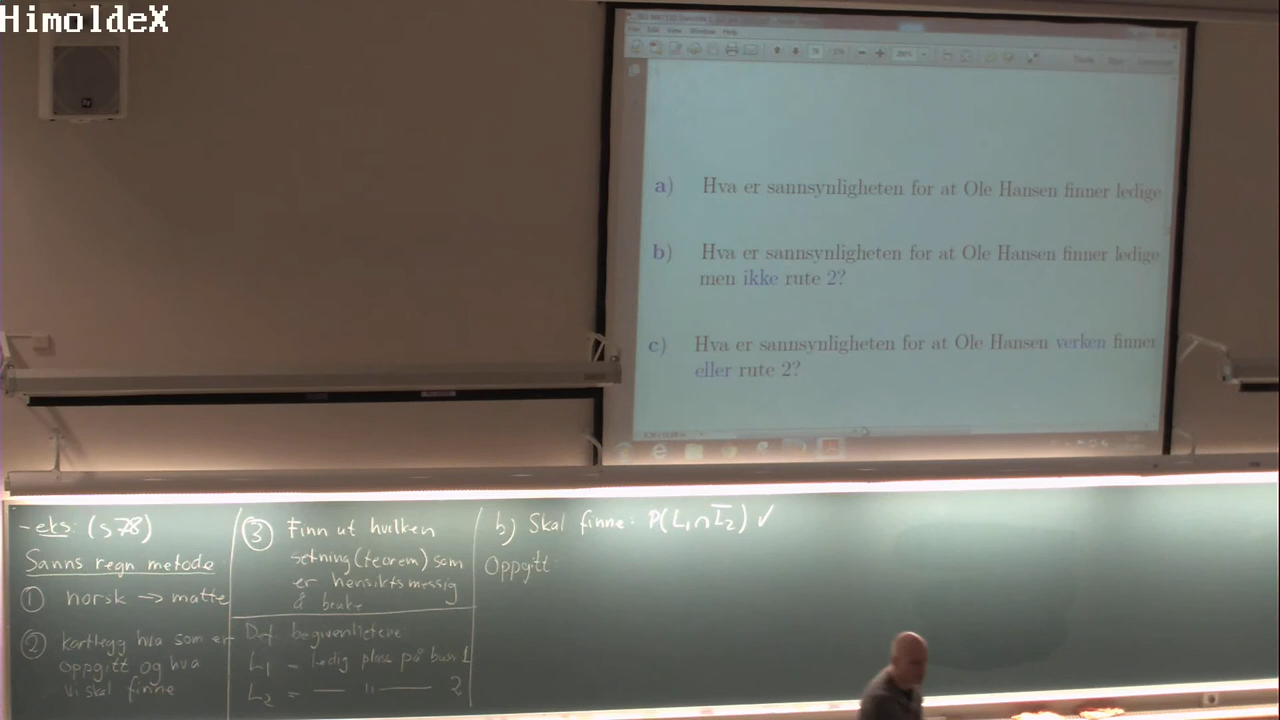 HimoldeX
a) Hva er sannsynligheten for at Ole Hansen finner ledige
b) Hva er sannsynligheten for at Ole Hansen finner ledige
men ikke rute 2?
c) Hva er sannsynligheten for at Ole Hansen verken finner
eller rute 2?
- eks: (s 78)
Sanns regn metode
① norsk → matte
② kartlegg hva som er
oppgitt og hva
vi skal finne
③ Finn ut hvilken
setning (teorem) som
er hensiktsmessig
å bruke
Def. begivenhetene
L₁ = ledig plass på buss 1
L₂ = — " — 2
b) Skal finne: P(L₁∩L̅₂) ✓
Oppgitt: